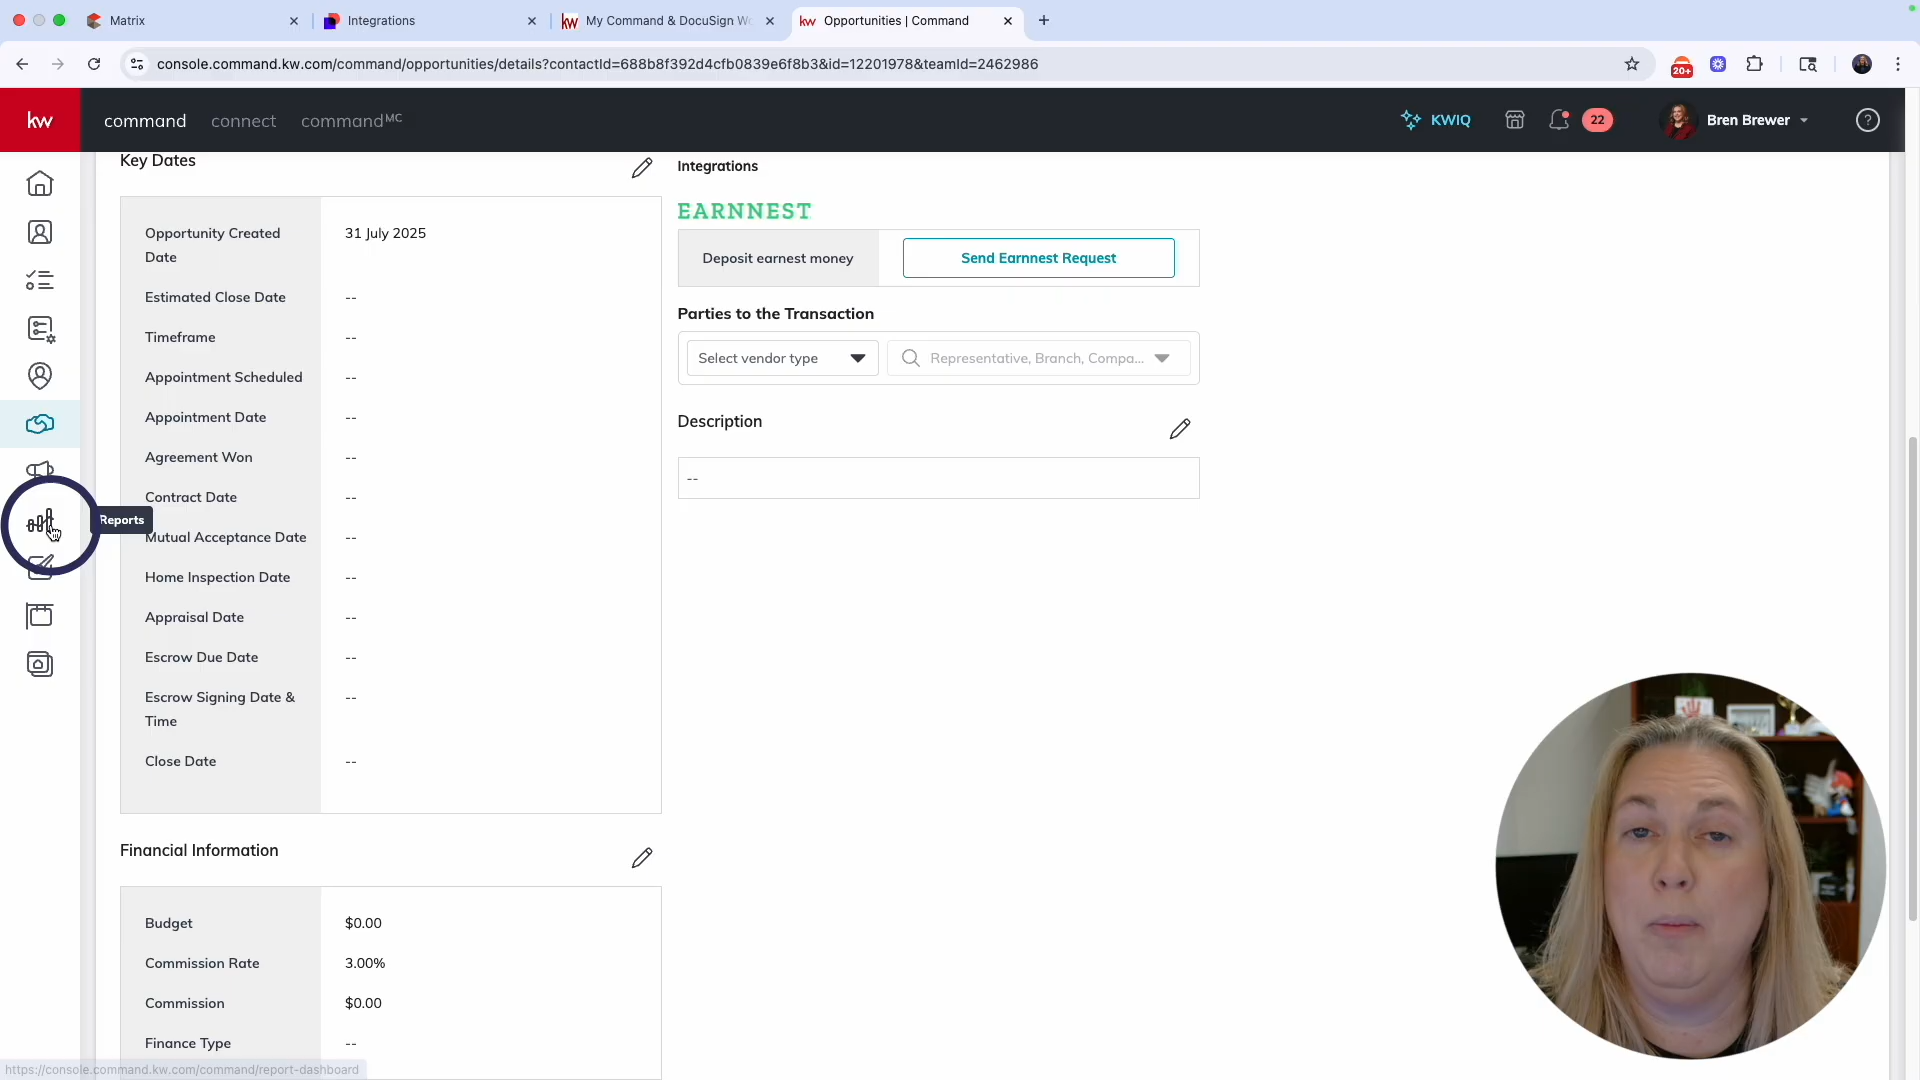 Matrix
Integrations
My Command & DocuSign Wo
kw Opportunities | Command
console.command.kw.com/command/opportunities/details?contactId=688b8f392d4cfb0839e6f8b3&id=12201978&teamId=2462986
20+
kw
command connect commandMC
KWIQ
22
Bren Brewer
Key Dates
Opportunity Created Date
31 July 2025
Estimated Close Date --
Timeframe --
Appointment Scheduled --
Appointment Date --
Agreement Won --
Contract Date --
Mutual Acceptance Date --
Home Inspection Date --
Appraisal Date --
Escrow Due Date --
Escrow Signing Date & Time --
Close Date --
Reports
Financial Information
Budget $0.00
Commission Rate 3.00%
Commission $0.00
Finance Type --
Integrations
EARNNEST
Deposit earnest money
Send Earnnest Request
Parties to the Transaction
Select vendor type
Representative, Branch, Compa...
Description
--
https://console.command.kw.com/command/report-dashboard